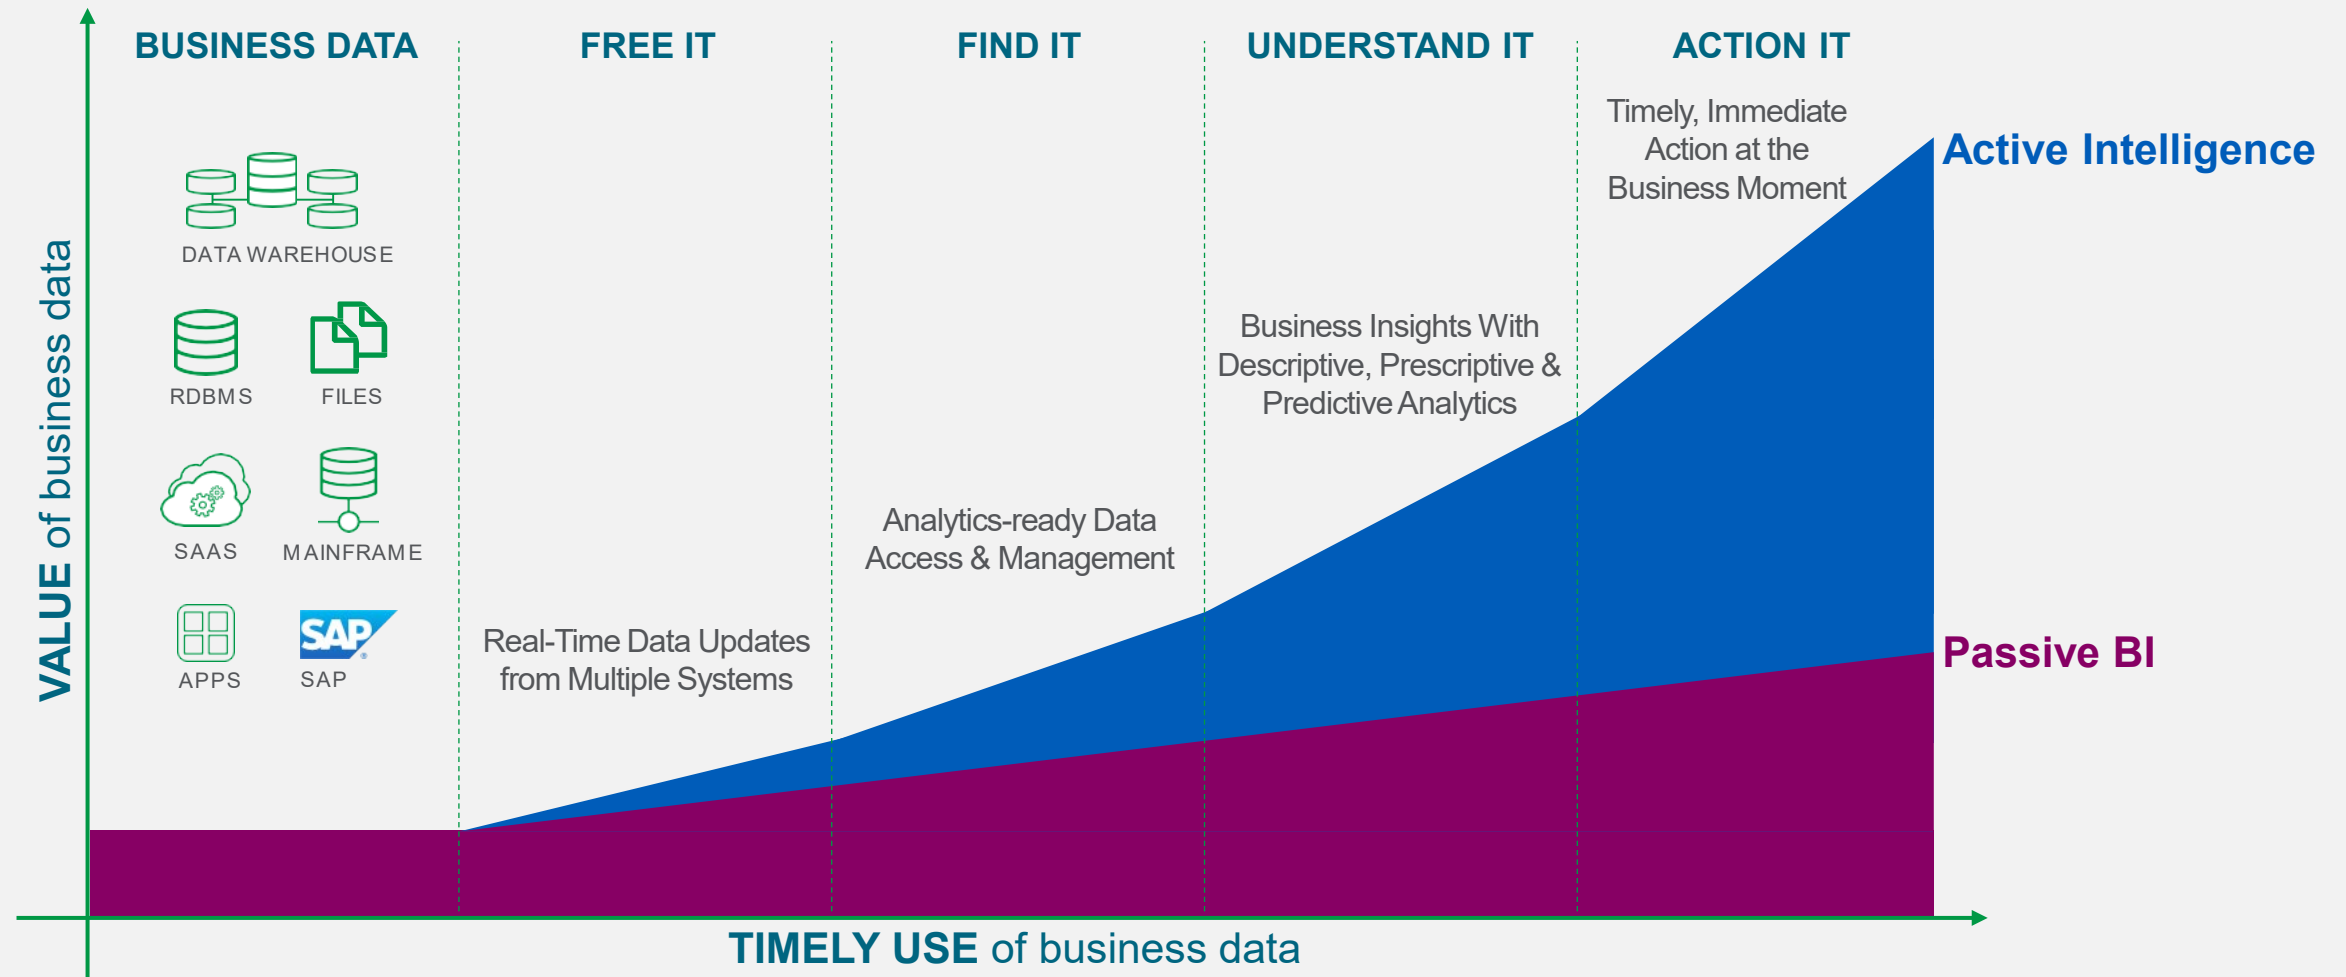 BUSINESS DATA
FREE IT
FIND IT
UNDERSTAND IT
ACTION IT
VALUE of business data
DATA WAREHOUSE
RDBMS
FILES
SAAS
MAINFRAME
APPS
SAP
®
SAP
Real-Time Data Updates
from Multiple Systems
Analytics-ready Data
Access & Management
Business Insights With
Descriptive, Prescriptive &
Predictive Analytics
Timely, Immediate
Action at the
Business Moment
Active Intelligence
Passive BI
TIMELY USE of business data